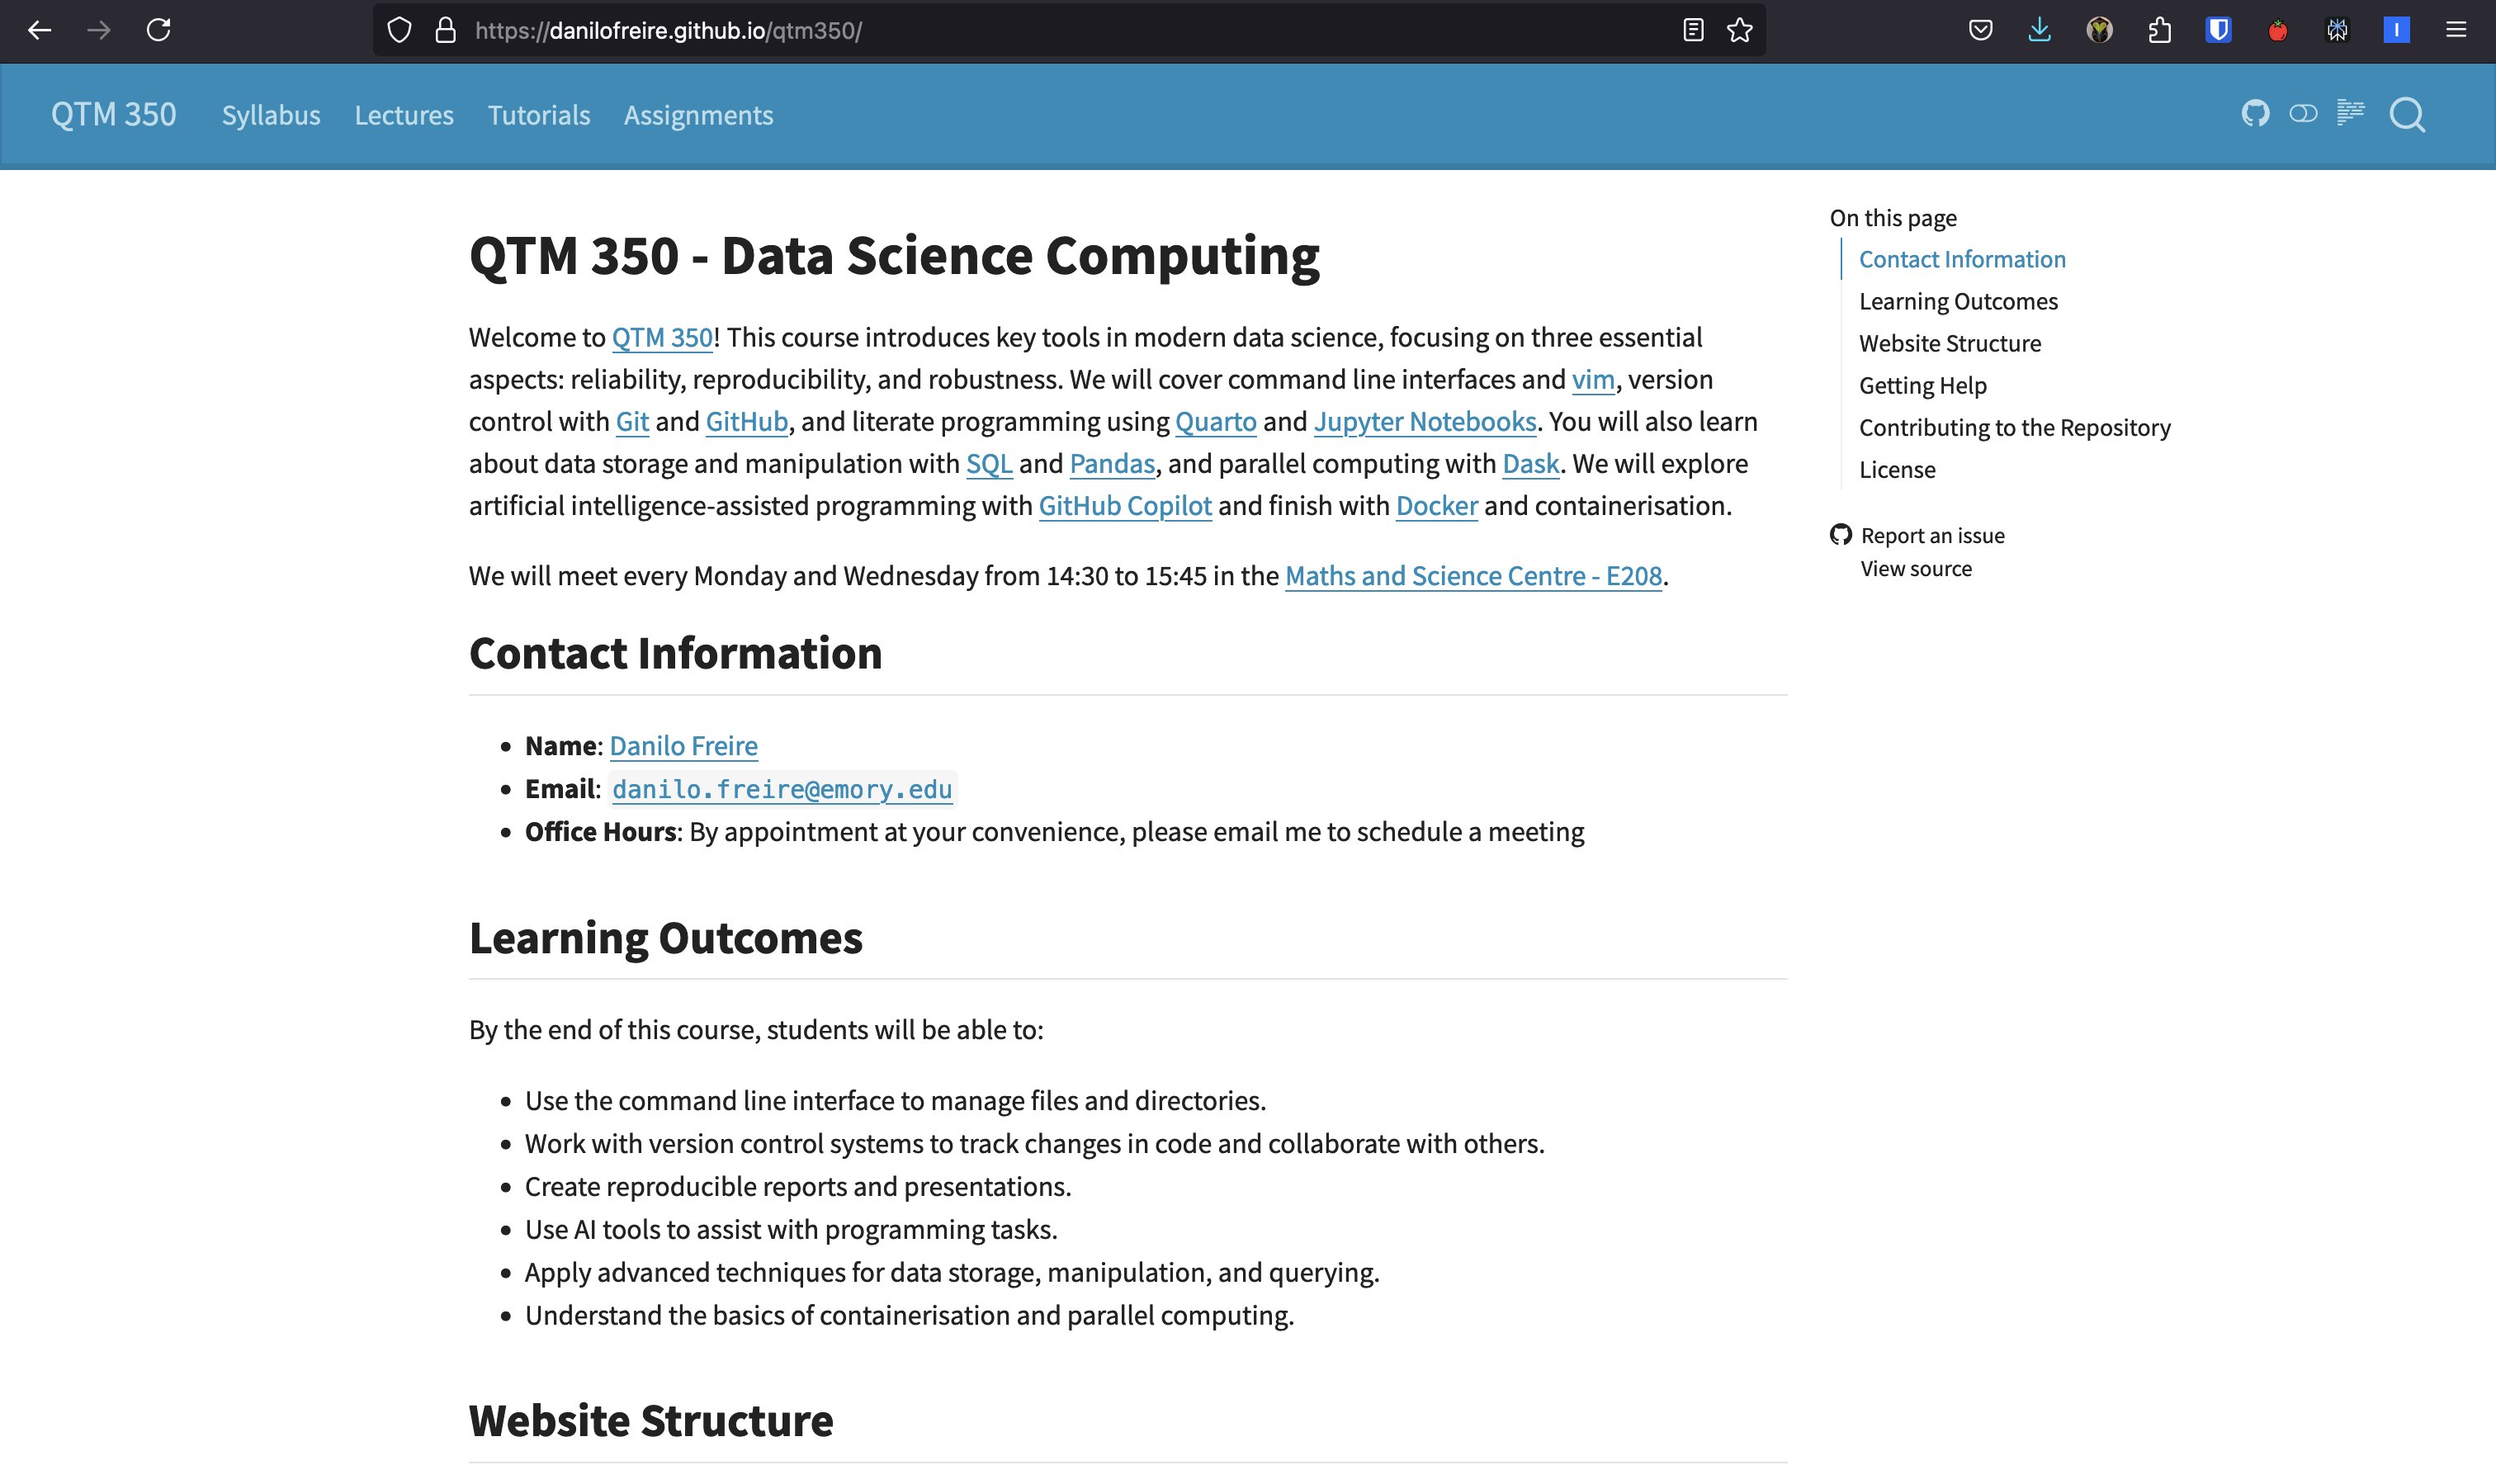 https://danilofreire.github.io/qtm350/
QTM 350 Syllabus Lectures Tutorials Assignments
QTM 350 - Data Science Computing
Welcome to QTM 350! This course introduces key tools in modern data science, focusing on three essential
aspects: reliability, reproducibility, and robustness. We will cover command line interfaces and vim, version
control with Git and GitHub, and literate programming using Quarto and Jupyter Notebooks. You will also learn
about data storage and manipulation with SQL and Pandas, and parallel computing with Dask. We will explore
artificial intelligence-assisted programming with GitHub Copilot and finish with Docker and containerisation.
We will meet every Monday and Wednesday from 14:30 to 15:45 in the Maths and Science Centre - E208.
Contact Information
• Name: Danilo Freire
• Email: danilo.freire@emory.edu
• Office Hours: By appointment at your convenience, please email me to schedule a meeting
Learning Outcomes
By the end of this course, students will be able to:
• Use the command line interface to manage files and directories.
• Work with version control systems to track changes in code and collaborate with others.
• Create reproducible reports and presentations.
• Use AI tools to assist with programming tasks.
• Apply advanced techniques for data storage, manipulation, and querying.
• Understand the basics of containerisation and parallel computing.
Website Structure
On this page
Contact Information
Learning Outcomes
Website Structure
Getting Help
Contributing to the Repository
License
Report an issue
View source